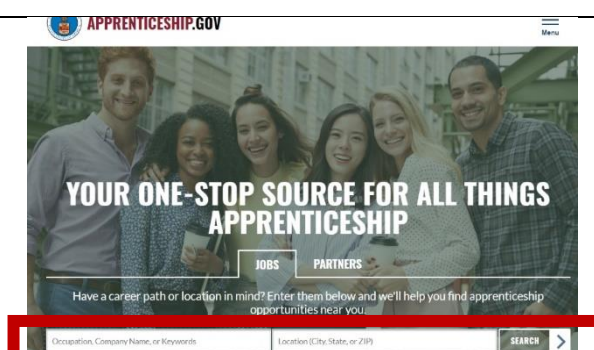 APPRENTICESHIP.GOV
Menu
YOUR ONE-STOP SOURCE FOR ALL THINGS
APPRENTICESHIP
JOBS PARTNERS
Have a career path or location in mind? Enter them below and we'll help you find apprenticeship
opportunities near you.
Occupation, Company Name, or Keywords Location (City, State, or ZIP) SEARCH